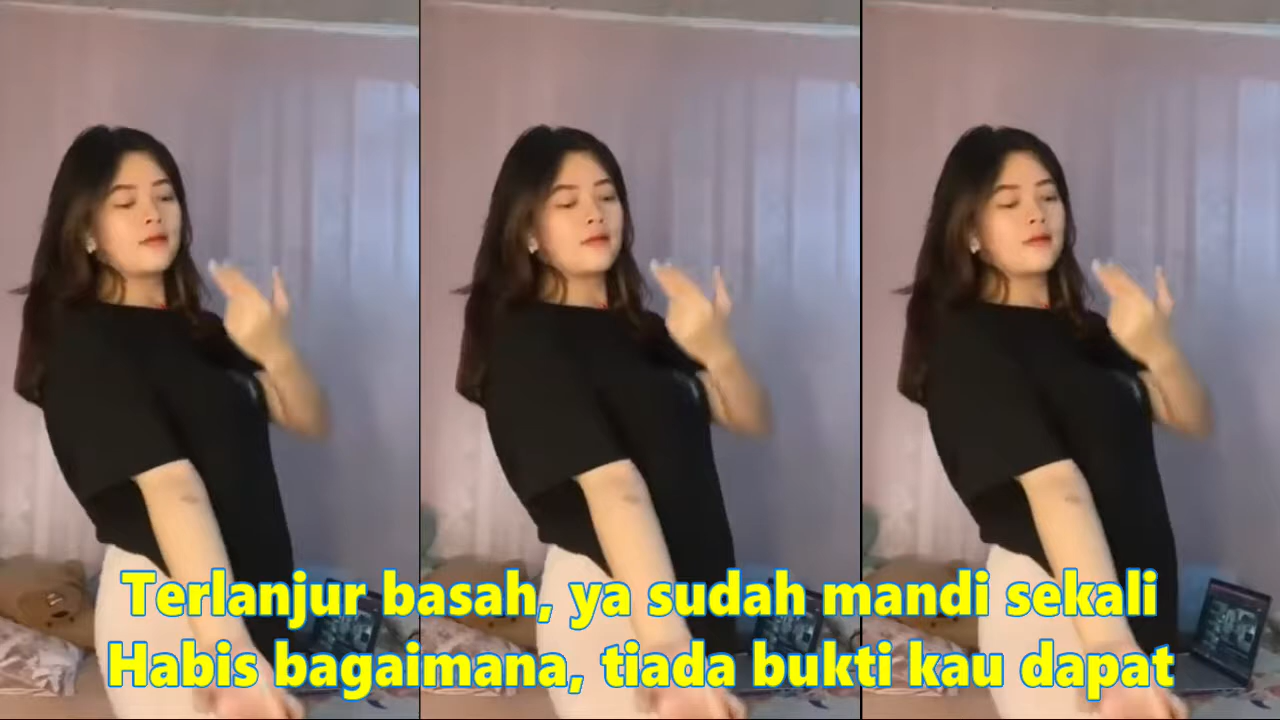 Terlanjur basah, ya sudah mandi sekali
Habis bagaimana, tiada bukti kau dapat